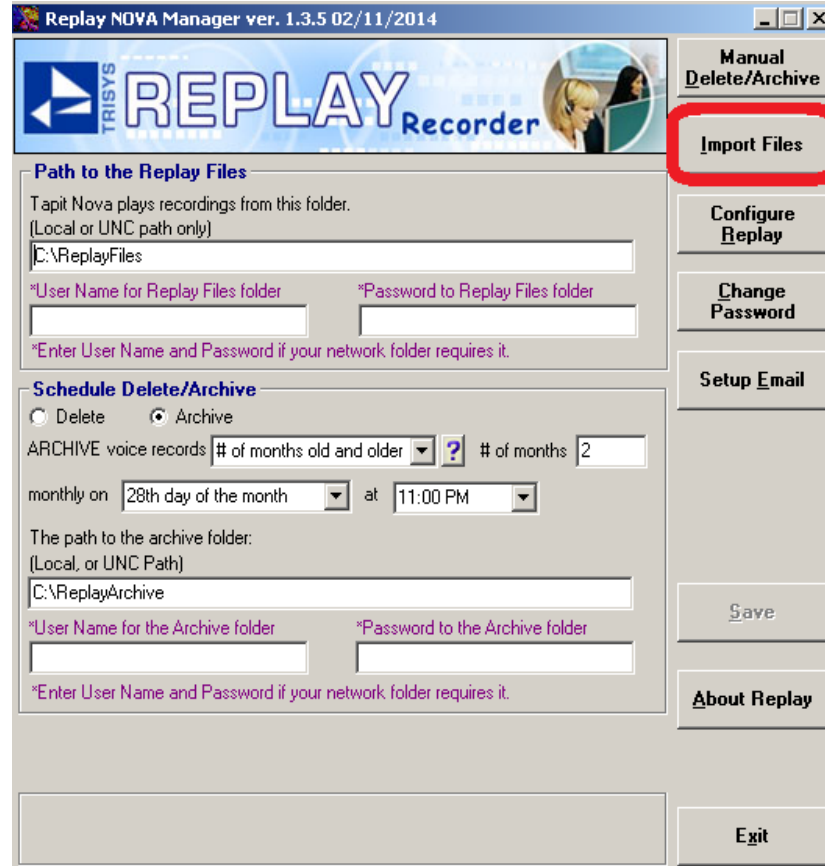 Replay NOVA Manager ver. 1.3.5 02/11/2014
TRISYS
REPLAY
Recorder
Manual
Delete/Archive
Import Files
Configure
Replay
Change
Password
Setup Email
Path to the Replay Files
Tapit Nova plays recordings from this folder.
(Local or UNC path only)
C:\ReplayFiles
*User Name for Replay Files folder *Password to Replay Files folder
*Enter User Name and Password if your network folder requires it.
Schedule Delete/Archive
Delete Archive
ARCHIVE voice records # of months old and older ? # of months 2
monthly on 28th day of the month at 11:00 PM
The path to the archive folder:
(Local, or UNC Path)
C:\ReplayArchive
*User Name for the Archive folder *Password to the Archive folder
*Enter User Name and Password if your network folder requires it.
Save
About Replay
Exit